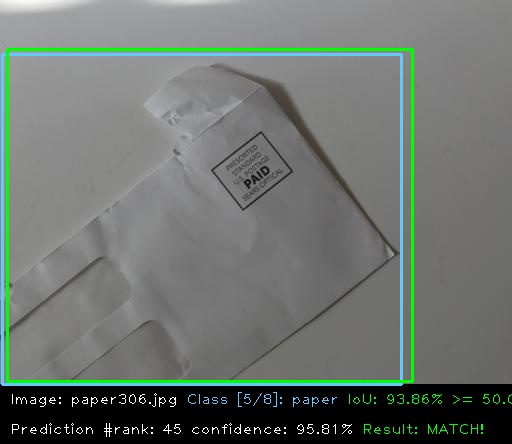 PRESORTED
STANDARD
U.S. POSTAGE
PAID
SEARS OPTICAL
Image: paper306.jpg Class [5/8]: paper IoU: 93.86% >= 50.0
Prediction #rank: 45 confidence: 95.81% Result: MATCH!